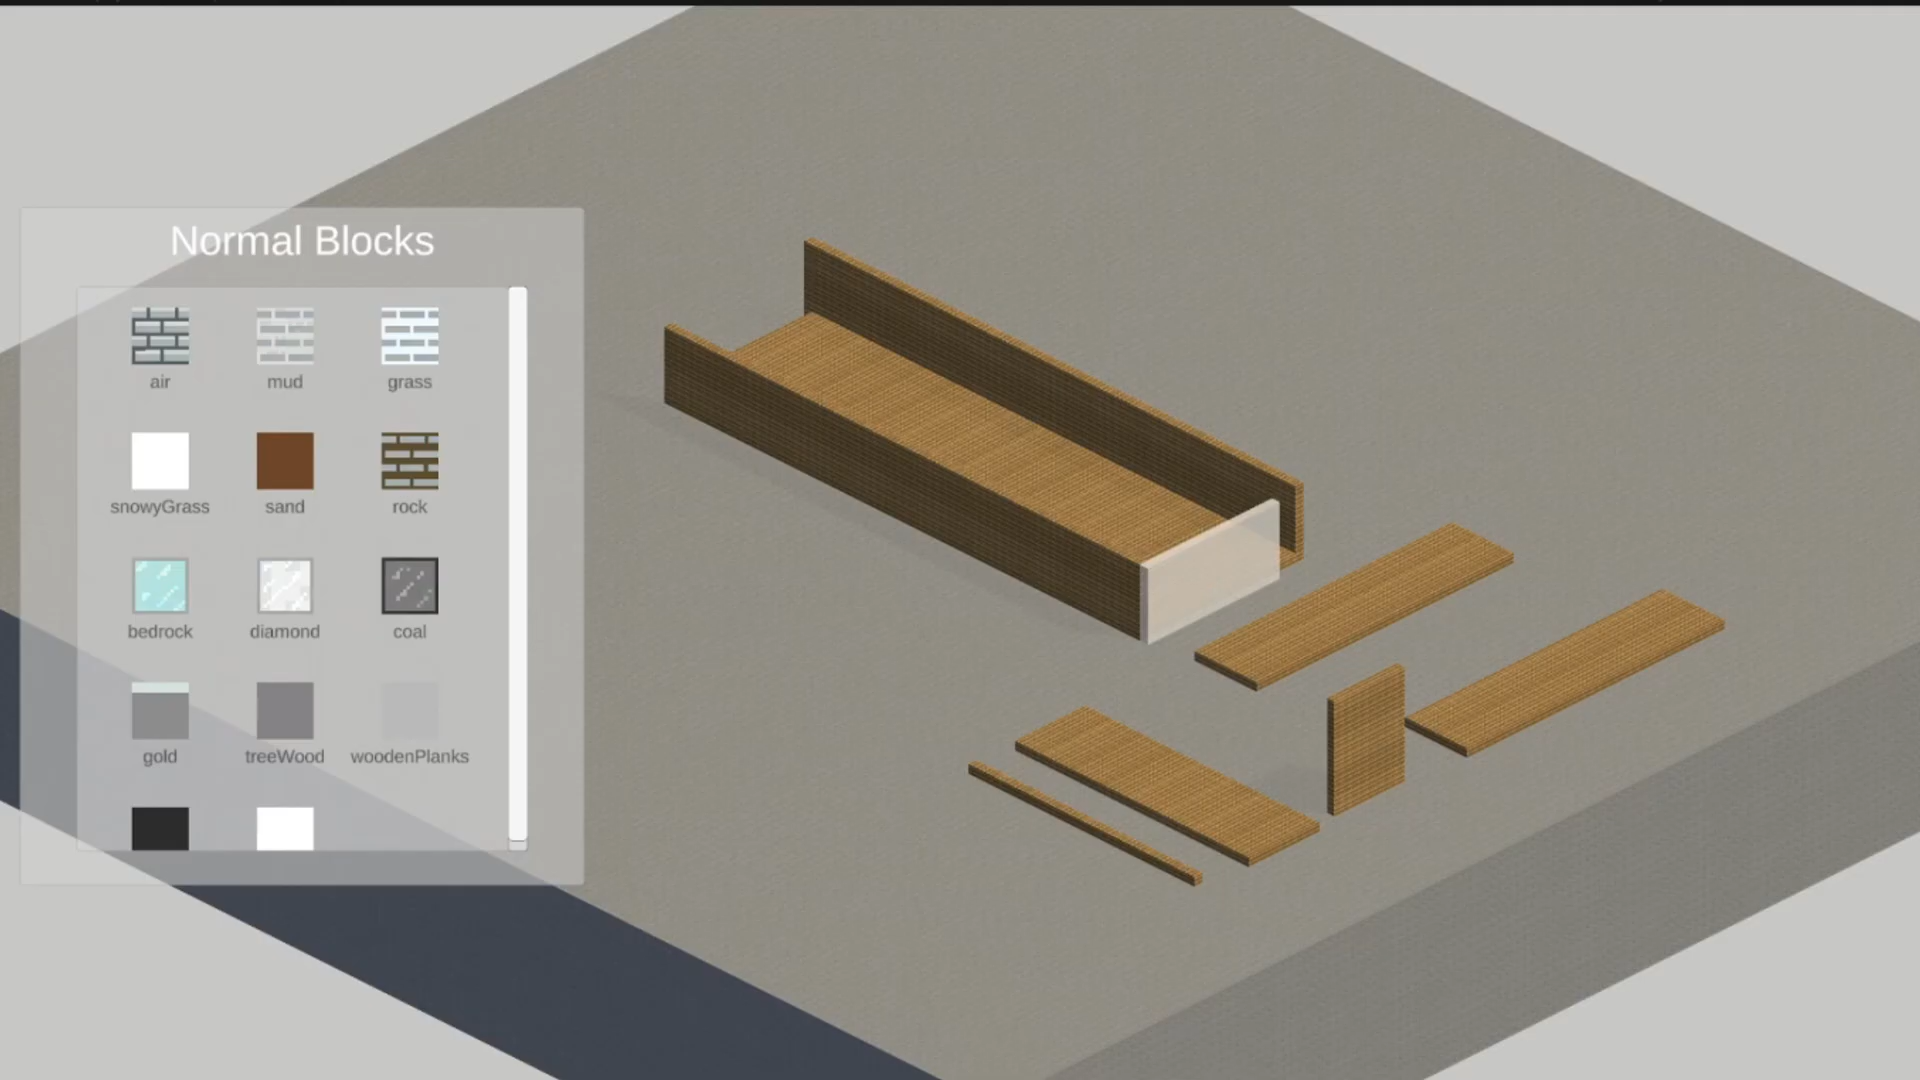 Normal Blocks
air mud grass
snowyGrass sand rock
bedrock diamond coal
gold treeWood woodenPlanks